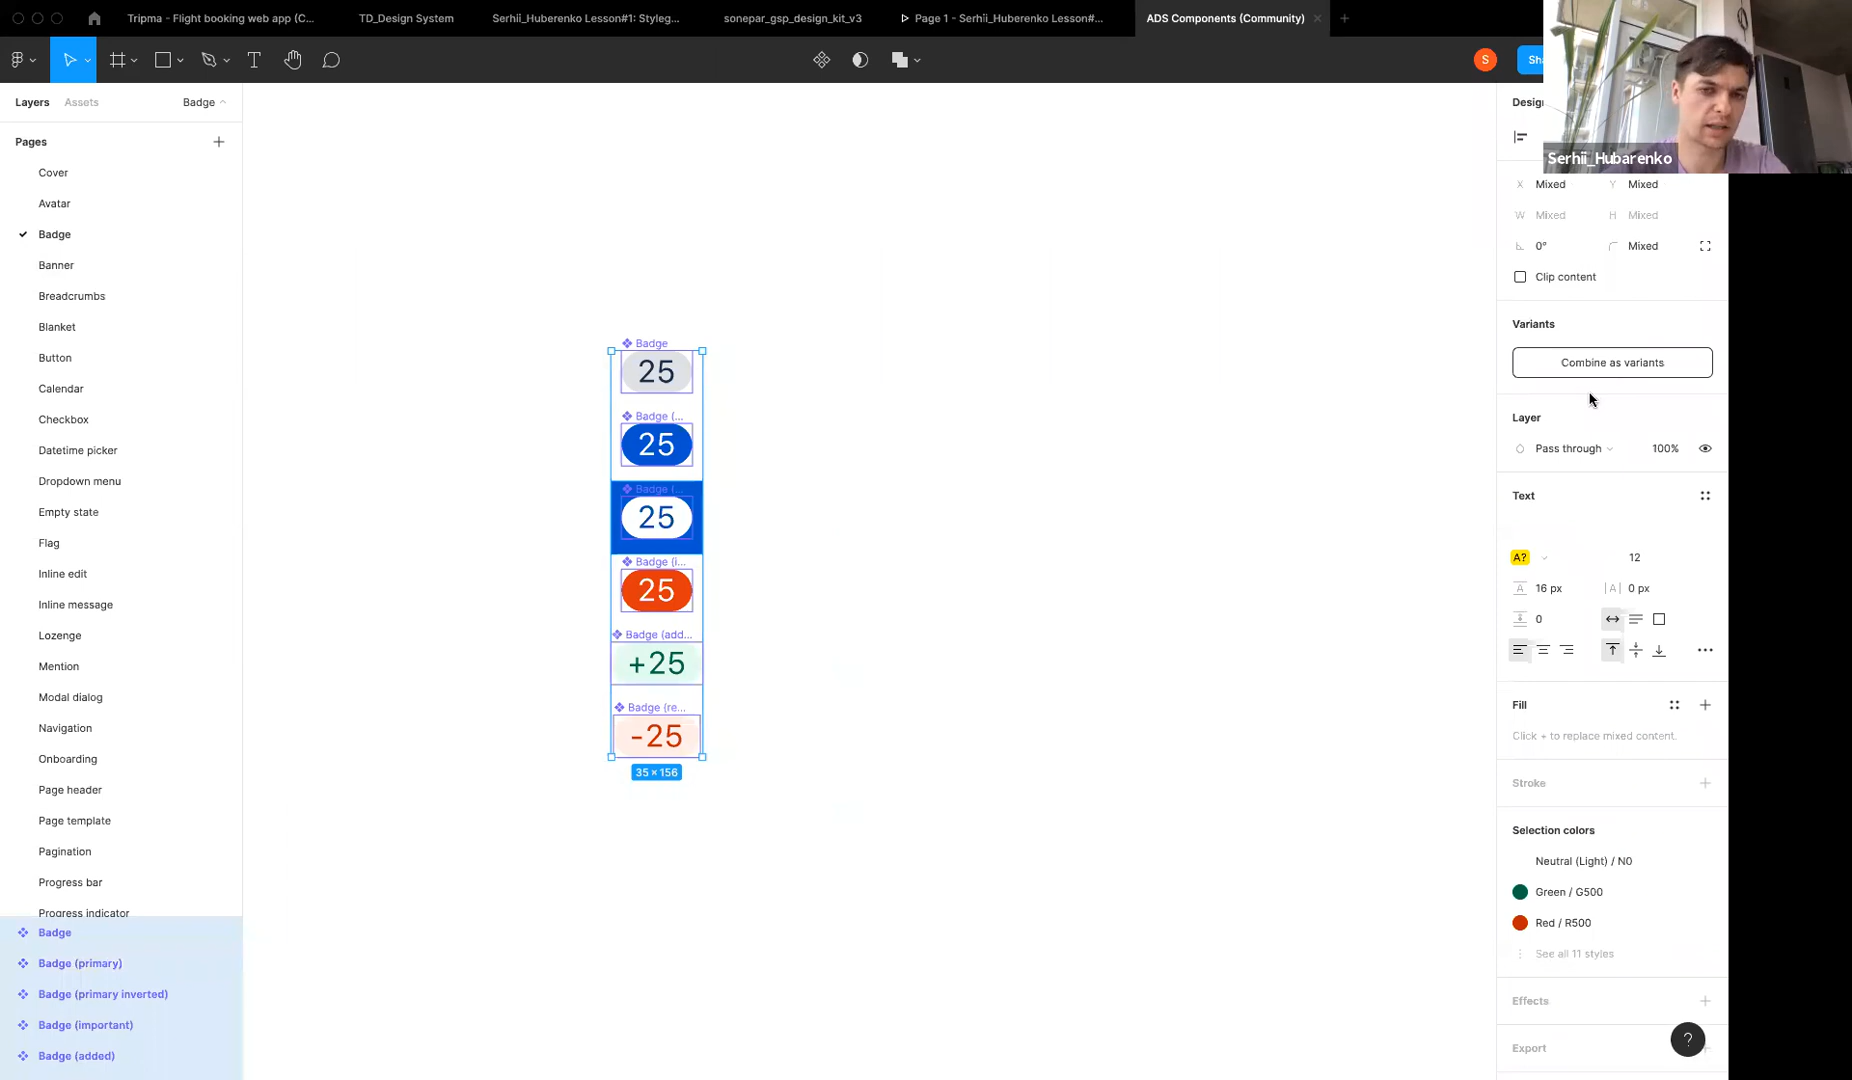 Tripma - Flight booking web app (C...
TD_Design System
Serhii_Huberenko Lesson#1: Styleg...
sonepar_gsp_design_kit_v3
Page 1 - Serhii_Huberenko Lesson#...
ADS Components (Community)
S
Sha
Layers
Assets
Badge
Pages
Cover
Avatar
Badge
Banner
Breadcrumbs
Blanket
Button
Calendar
Checkbox
Datetime picker
Dropdown menu
Empty state
Flag
Inline edit
Inline message
Lozenge
Mention
Modal dialog
Navigation
Onboarding
Page header
Page template
Pagination
Progress bar
Progress indicator
Badge
Badge (primary)
Badge (primary inverted)
Badge (important)
Badge (added)
Badge
25
Badge (...
25
Badge (...
25
Badge (i...
25
Badge (add...
+25
Badge (re...
-25
35 × 156
Serhii_Hubarenko
Design
X Mixed Y Mixed
W Mixed H Mixed
0° Mixed
Clip content
Variants
Combine as variants
Layer
Pass through 100%
Text
A? 12
16 px |A| 0 px
0
Fill
Click + to replace mixed content.
Stroke
Selection colors
Neutral (Light) / N0
Green / G500
Red / R500
See all 11 styles
Effects
Export
?